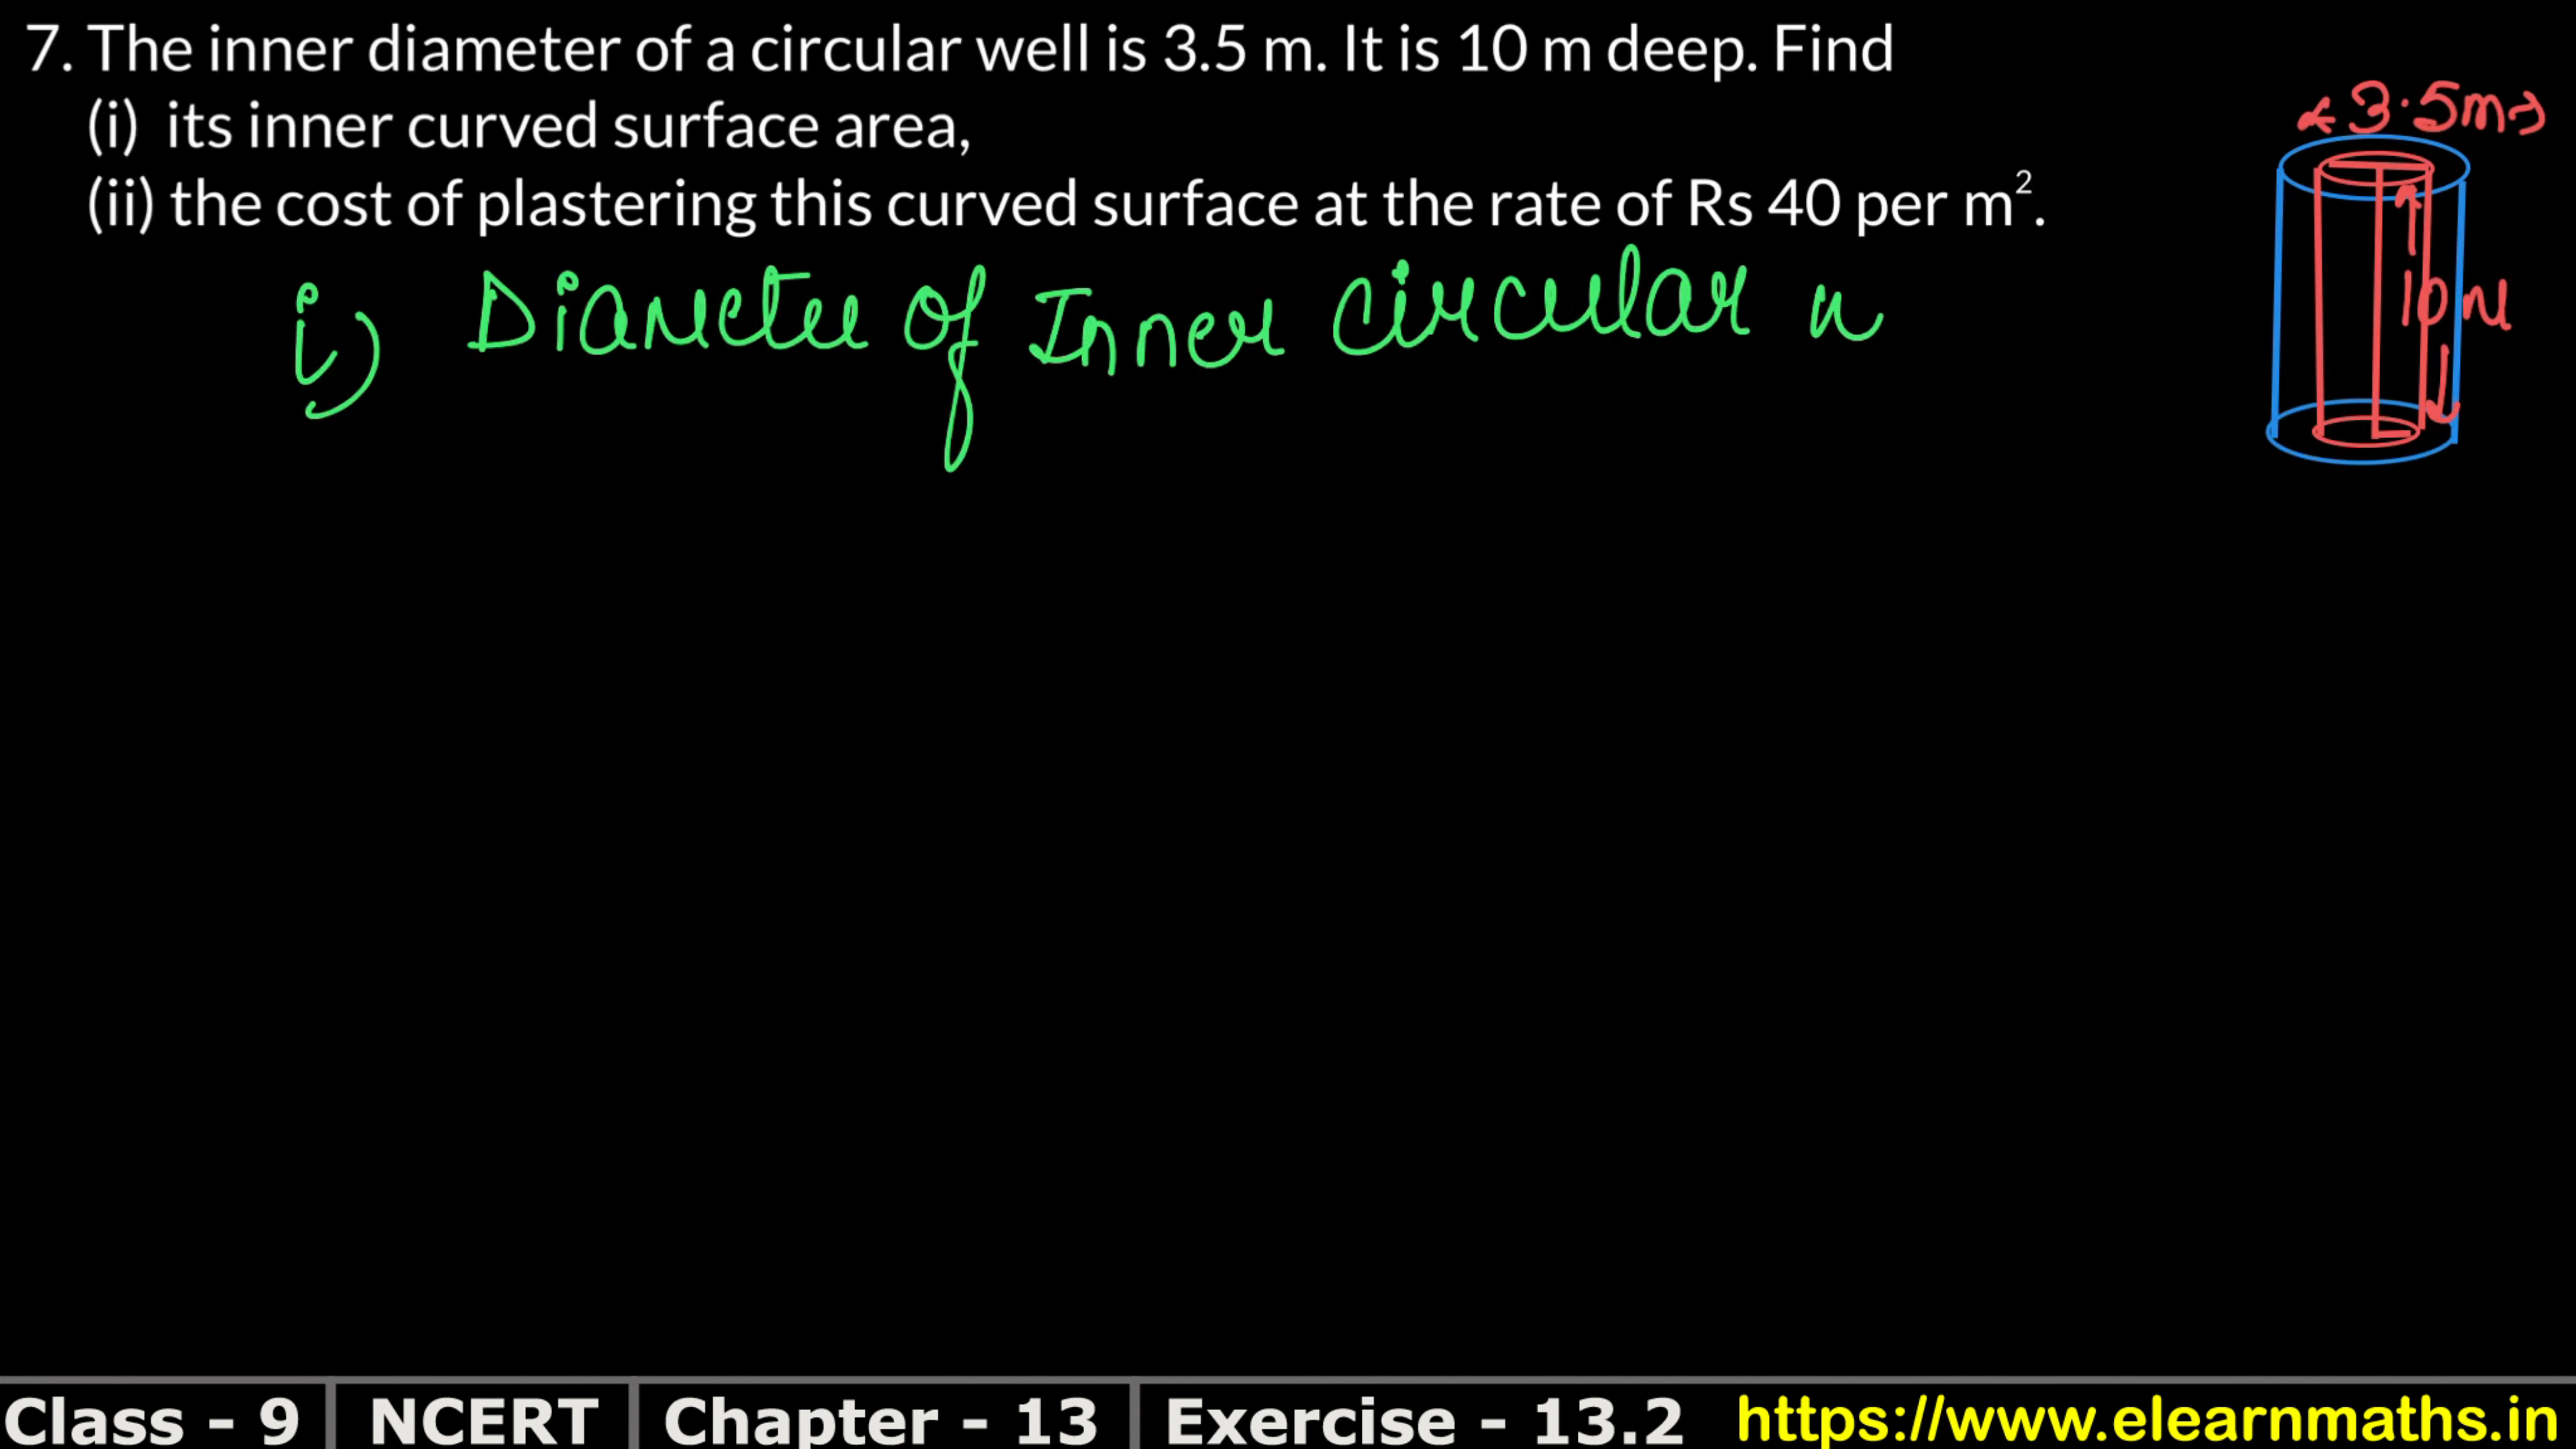 7. The inner diameter of a circular well is 3.5 m. It is 10 m deep. Find
(i) its inner curved surface area,
(ii) the cost of plastering this curved surface at the rate of Rs 40 per m².
3.5m
10m
i) Diameter of Inner circular
Class - 9 NCERT Chapter - 13 Exercise - 13.2 https://www.elearnmaths.in